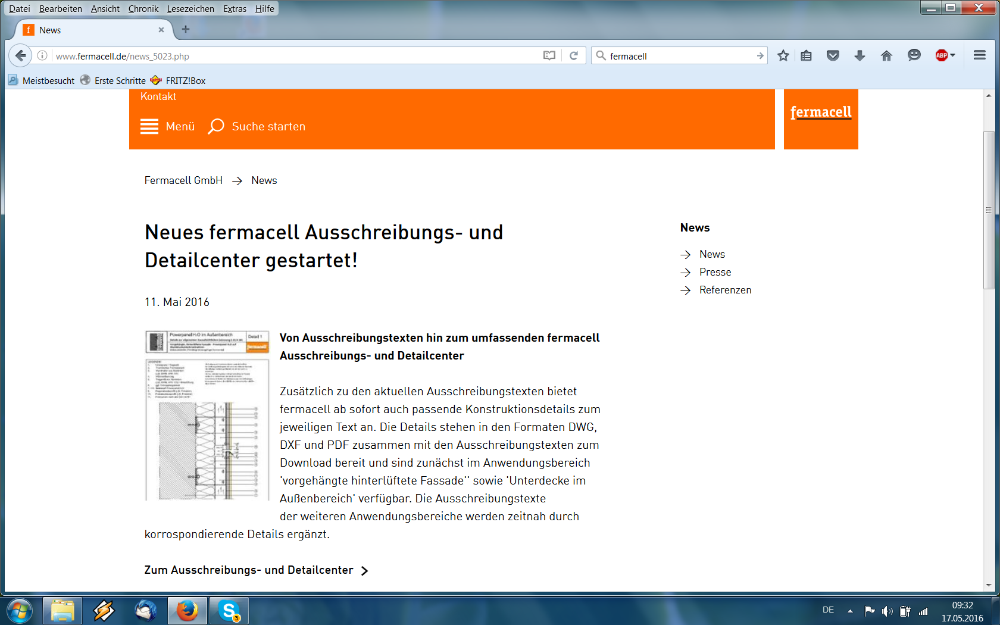 Datei Bearbeiten Ansicht Chronik Lesezeichen Extras Hilfe
f News
www.fermacell.de/news_5023.php
fermacell
ABP
Meistbesucht Erste Schritte FRITZ!Box
Kontakt
Menü Suche starten
fermacell
Fermacell GmbH → News
Neues fermacell Ausschreibungs- und
Detailcenter gestartet!
11. Mai 2016
News
→ News
→ Presse
→ Referenzen
Powerpanel H₂O im Außenbereich
Detail 1
fermacell
Von Ausschreibungstexten hin zum umfassenden fermacell
Ausschreibungs- und Detailcenter
Zusätzlich zu den aktuellen Ausschreibungstexten bietet
fermacell ab sofort auch passende Konstruktionsdetails zum
jeweiligen Text an. Die Details stehen in den Formaten DWG,
DXF und PDF zusammen mit den Ausschreibungstexten zum
Download bereit und sind zunächst im Anwendungsbereich
'vorgehängte hinterlüftete Fassade'' sowie 'Unterdecke im
Außenbereich' verfügbar. Die Ausschreibungstexte
der weiteren Anwendungsbereiche werden zeitnah durch
korrospondierende Details ergänzt.
Zum Ausschreibungs- und Detailcenter
S 3
DE
09:32
17.05.2016